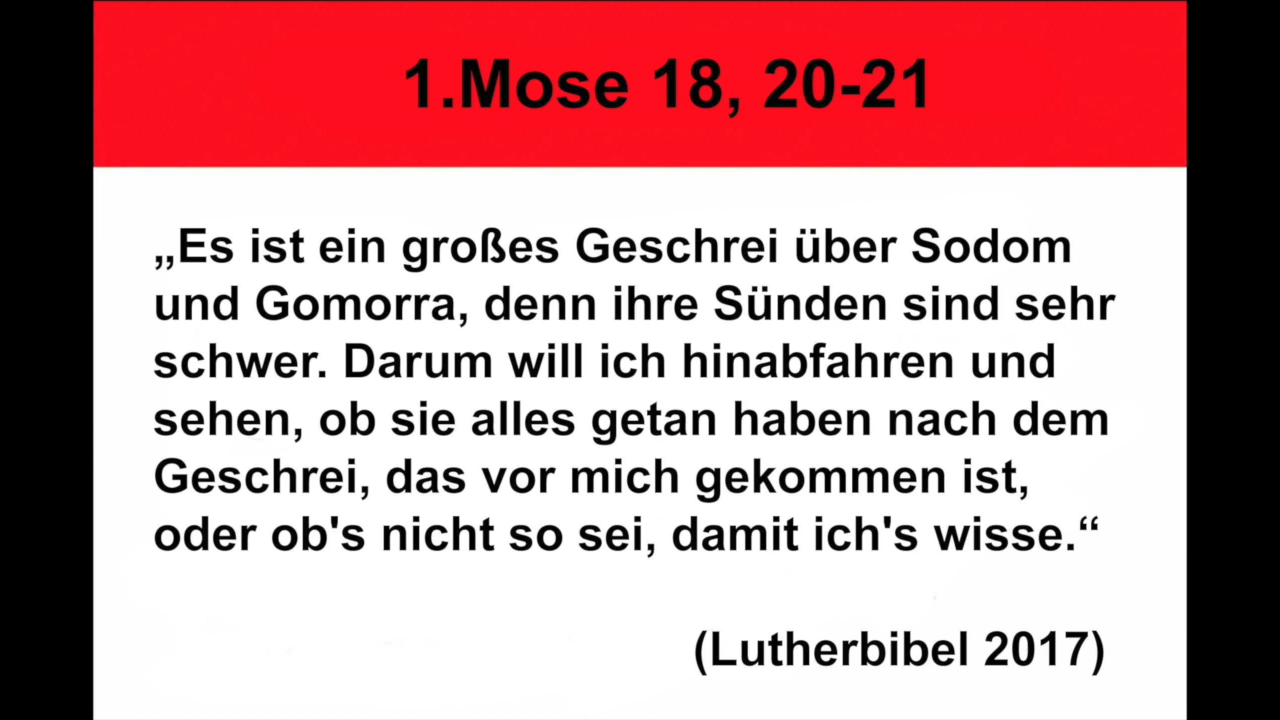 1.Mose 18, 20-21
„Es ist ein großes Geschrei über Sodom
und Gomorra, denn ihre Sünden sind sehr
schwer. Darum will ich hinabfahren und
sehen, ob sie alles getan haben nach dem
Geschrei, das vor mich gekommen ist,
oder ob's nicht so sei, damit ich's wisse.“
(Lutherbibel 2017)